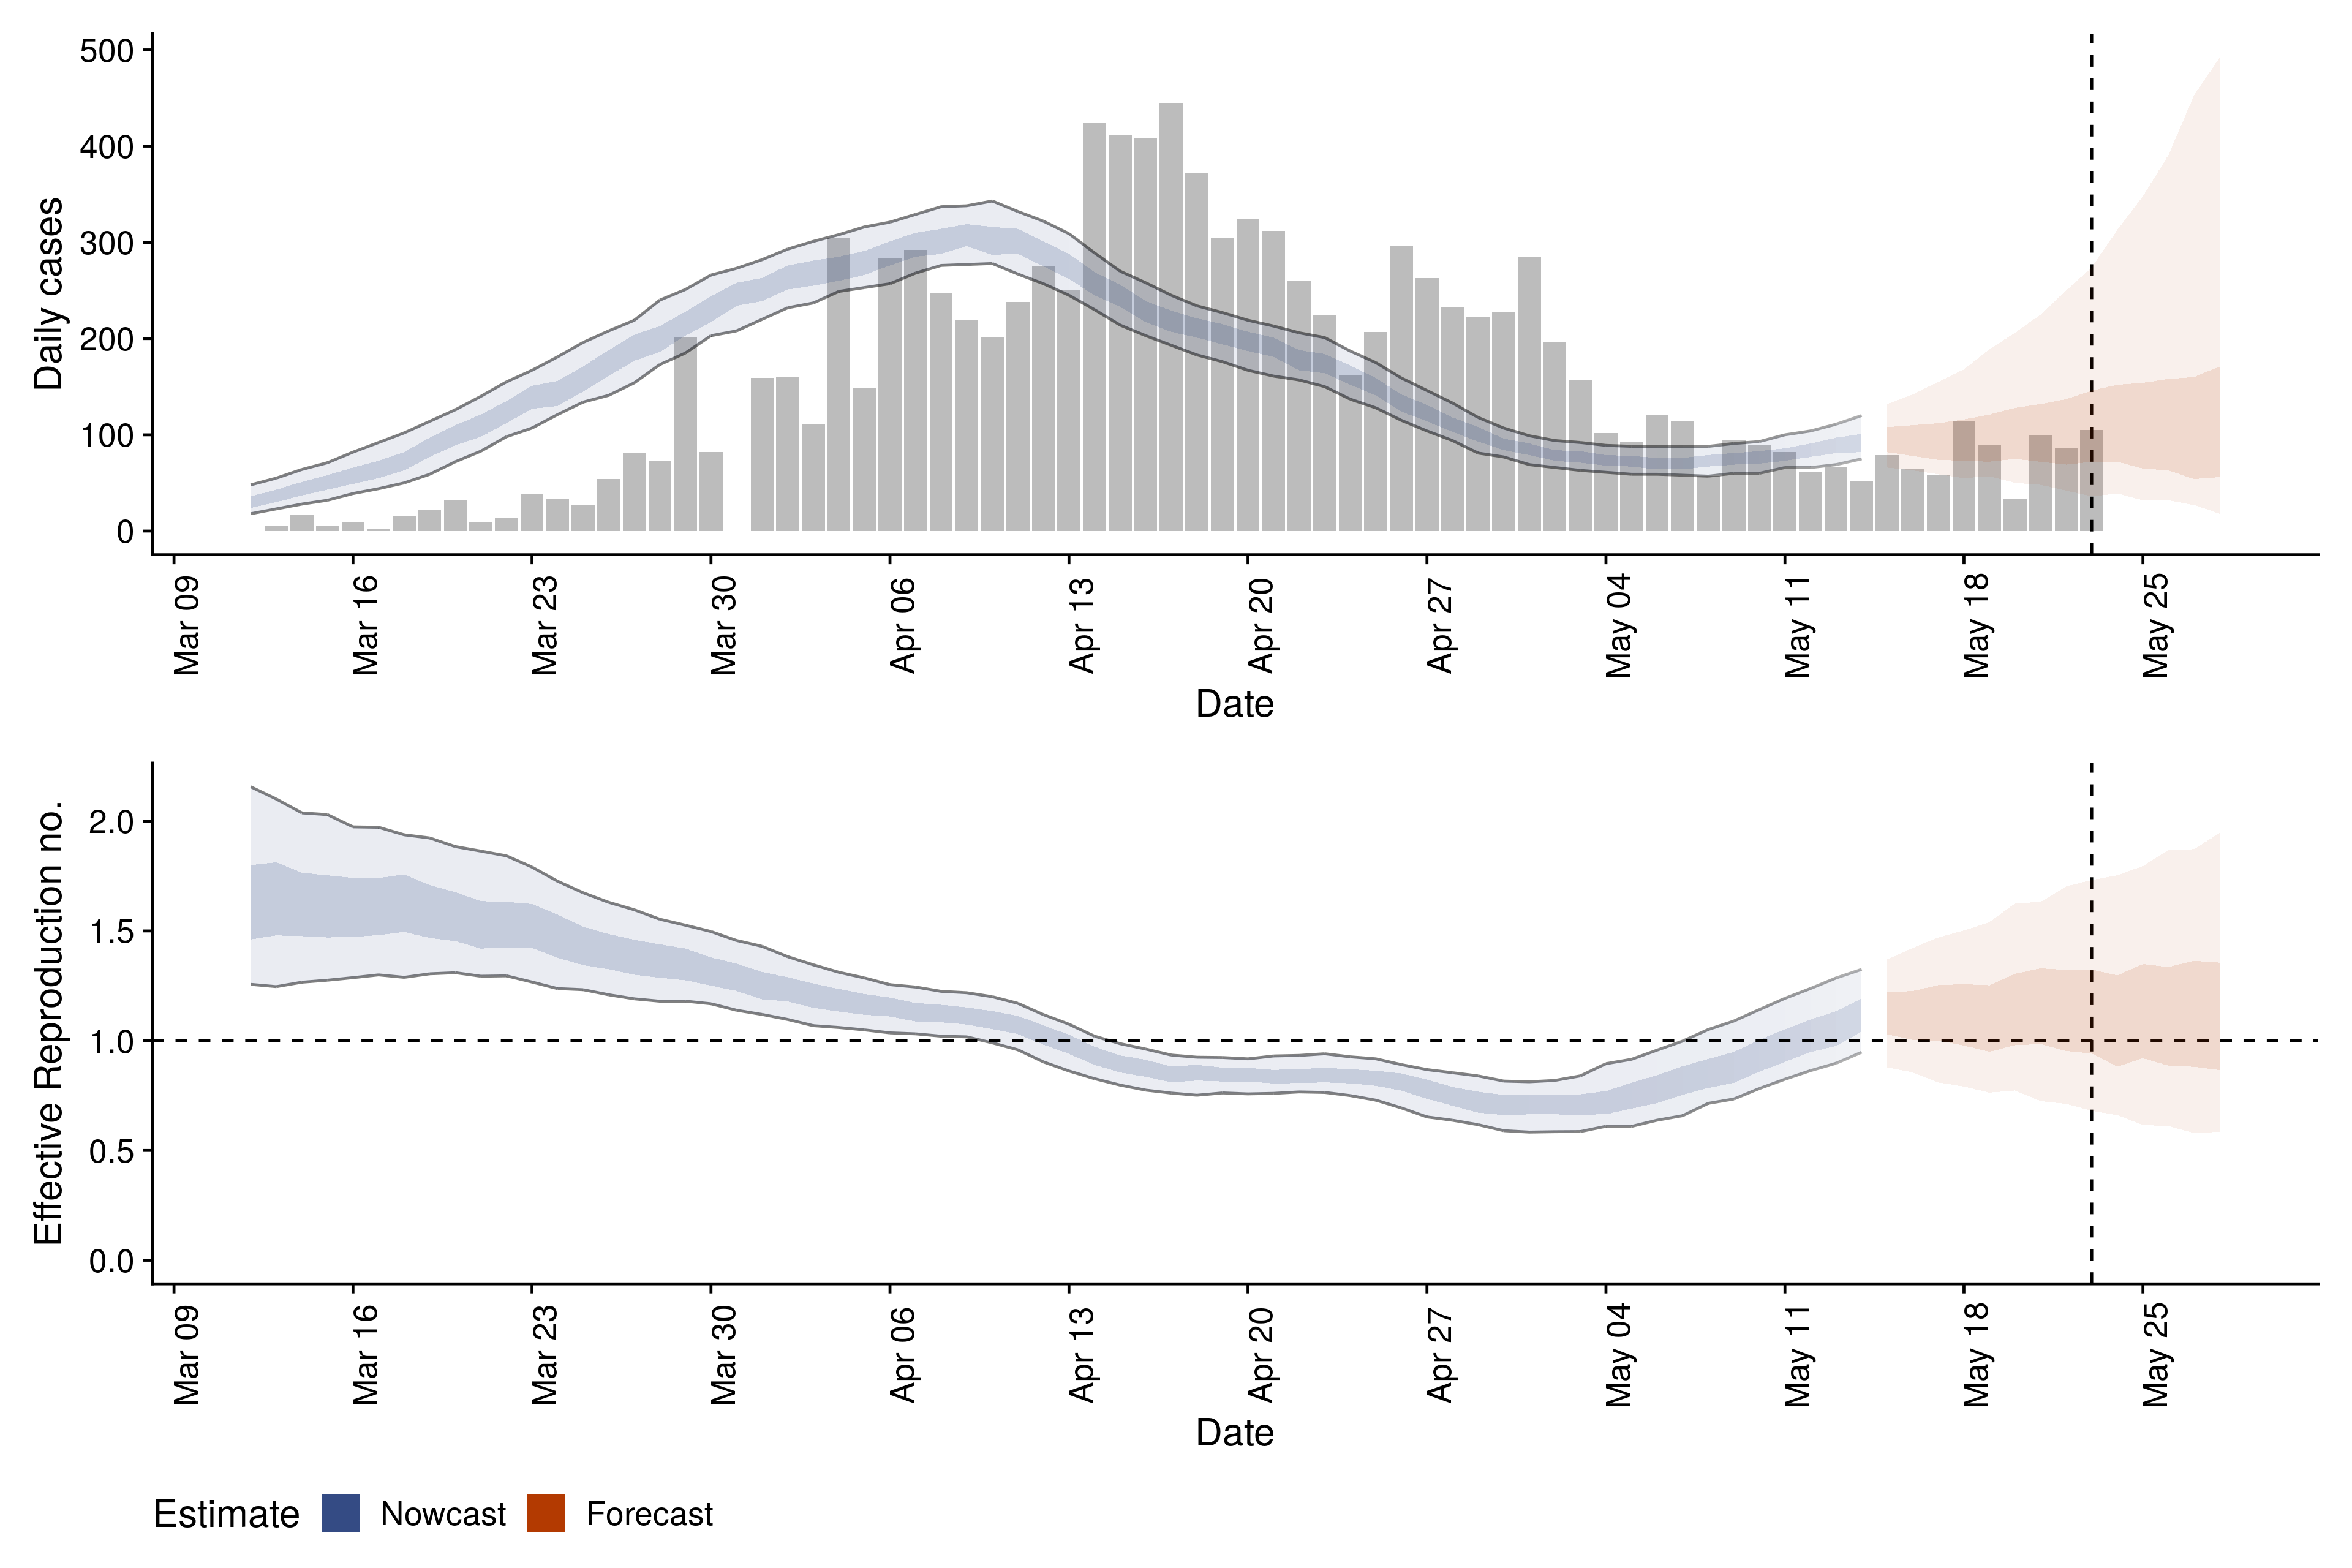 Daily cases
500
400
300
200
100
0
Mar 09 Mar 16 Mar 23 Mar 30 Apr 06 Apr 13 Apr 20 Apr 27 May 04 May 11 May 18 May 25
Date
Effective Reproduction no.
2.0
1.5
1.0
0.5
0.0
Mar 09 Mar 16 Mar 23 Mar 30 Apr 06 Apr 13 Apr 20 Apr 27 May 04 May 11 May 18 May 25
Date
Estimate Nowcast Forecast